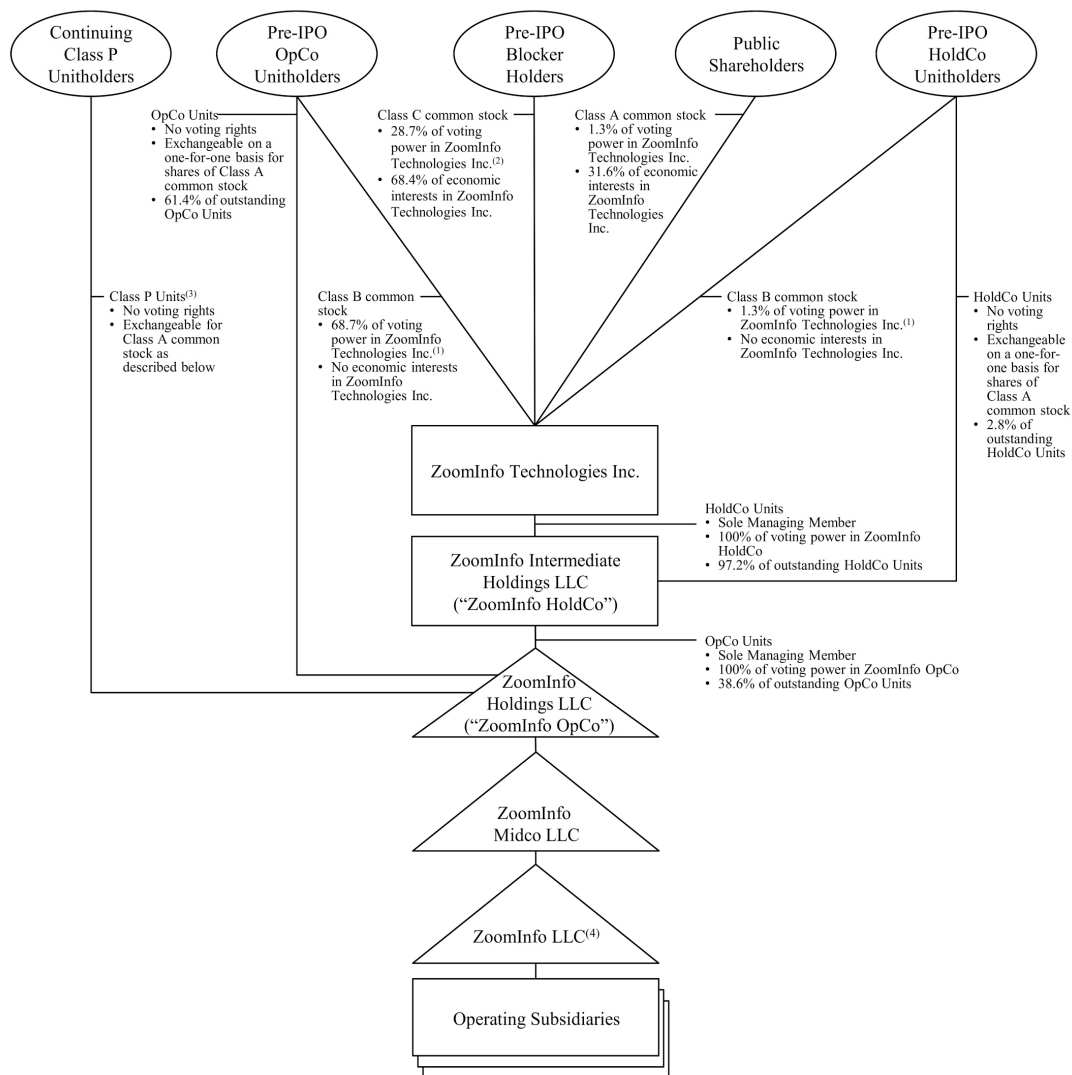 Continuing
Class P
Unitholders
Pre-IPO
OpCo
Unitholders
Pre-IPO
Blocker
Holders
Public
Shareholders
Pre-IPO
HoldCo
Unitholders
OpCo Units
• No voting rights
• Exchangeable on a
one-for-one basis for
shares of Class A
common stock
• 61.4% of outstanding
OpCo Units
Class C common stock
• 28.7% of voting
power in ZoomInfo
Technologies Inc.(2)
• 68.4% of economic
interests in ZoomInfo
Technologies Inc.
Class A common stock
• 1.3% of voting
power in ZoomInfo
Technologies Inc.
• 31.6% of economic
interests in
ZoomInfo
Technologies
Inc.
Class P Units(3)
• No voting rights
• Exchangeable for
Class A common
stock as
described below
Class B common
stock
• 68.7% of voting
power in ZoomInfo
Technologies Inc.(1)
• No economic interests
in ZoomInfo
Technologies Inc.
Class B common stock
• 1.3% of voting power in
ZoomInfo Technologies Inc.(1)
• No economic interests in
ZoomInfo Technologies Inc.
HoldCo Units
• No voting
rights
• Exchangeable
on a one-for-
one basis for
shares of
Class A
common stock
• 2.8% of
outstanding
HoldCo Units
ZoomInfo Technologies Inc.
HoldCo Units
• Sole Managing Member
• 100% of voting power in ZoomInfo
HoldCo
• 97.2% of outstanding HoldCo Units
ZoomInfo Intermediate
Holdings LLC
(“ZoomInfo HoldCo”)
OpCo Units
• Sole Managing Member
• 100% of voting power in ZoomInfo OpCo
• 38.6% of outstanding OpCo Units
ZoomInfo
Holdings LLC
(“ZoomInfo OpCo”)
ZoomInfo
Midco LLC
ZoomInfo LLC(4)
Operating Subsidiaries